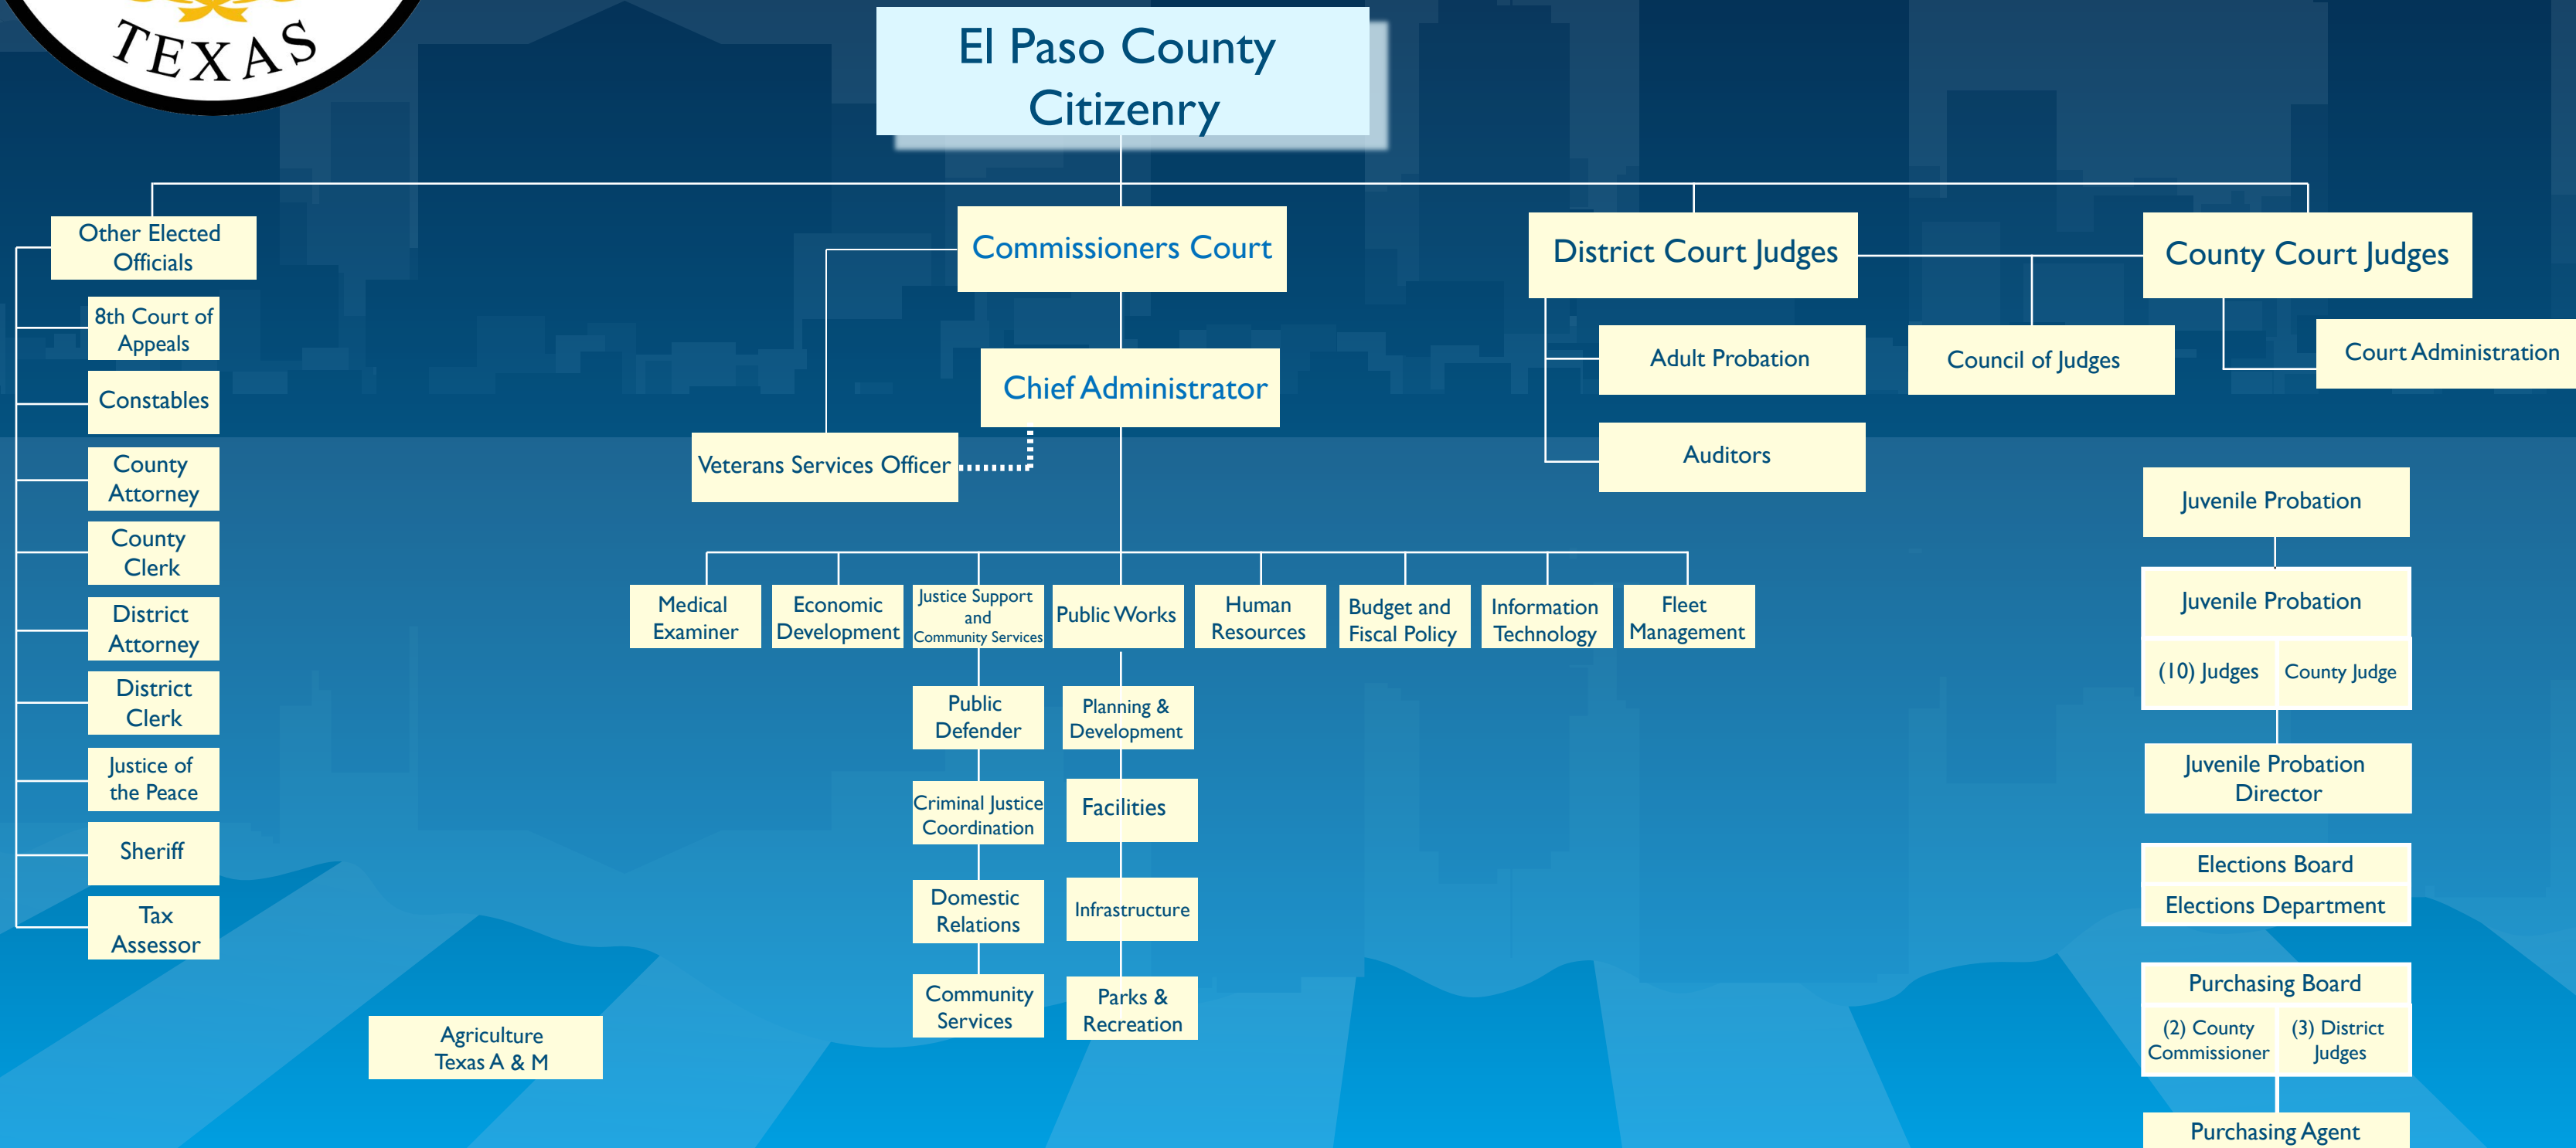 TEXAS
El Paso County
Citizenry
Other Elected
Officials
8th Court of
Appeals
Constables
County
Attorney
County
Clerk
District
Attorney
District
Clerk
Justice of
the Peace
Sheriff
Tax
Assessor
Agriculture
Texas A & M
Commissioners Court
Chief Administrator
Veterans Services Officer
Medical
Examiner
Economic
Development
Justice Support
and
Community Services
Public Works
Human
Resources
Budget and
Fiscal Policy
Information
Technology
Fleet
Management
Public
Defender
Criminal Justice
Coordination
Domestic
Relations
Community
Services
Planning &
Development
Facilities
Infrastructure
Parks &
Recreation
District Court Judges
Adult Probation
Auditors
Council of Judges
County Court Judges
Court Administration
Juvenile Probation
Juvenile Probation
(10) Judges
County Judge
Juvenile Probation
Director
Elections Board
Elections Department
Purchasing Board
(2) County
Commissioner
(3) District
Judges
Purchasing Agent